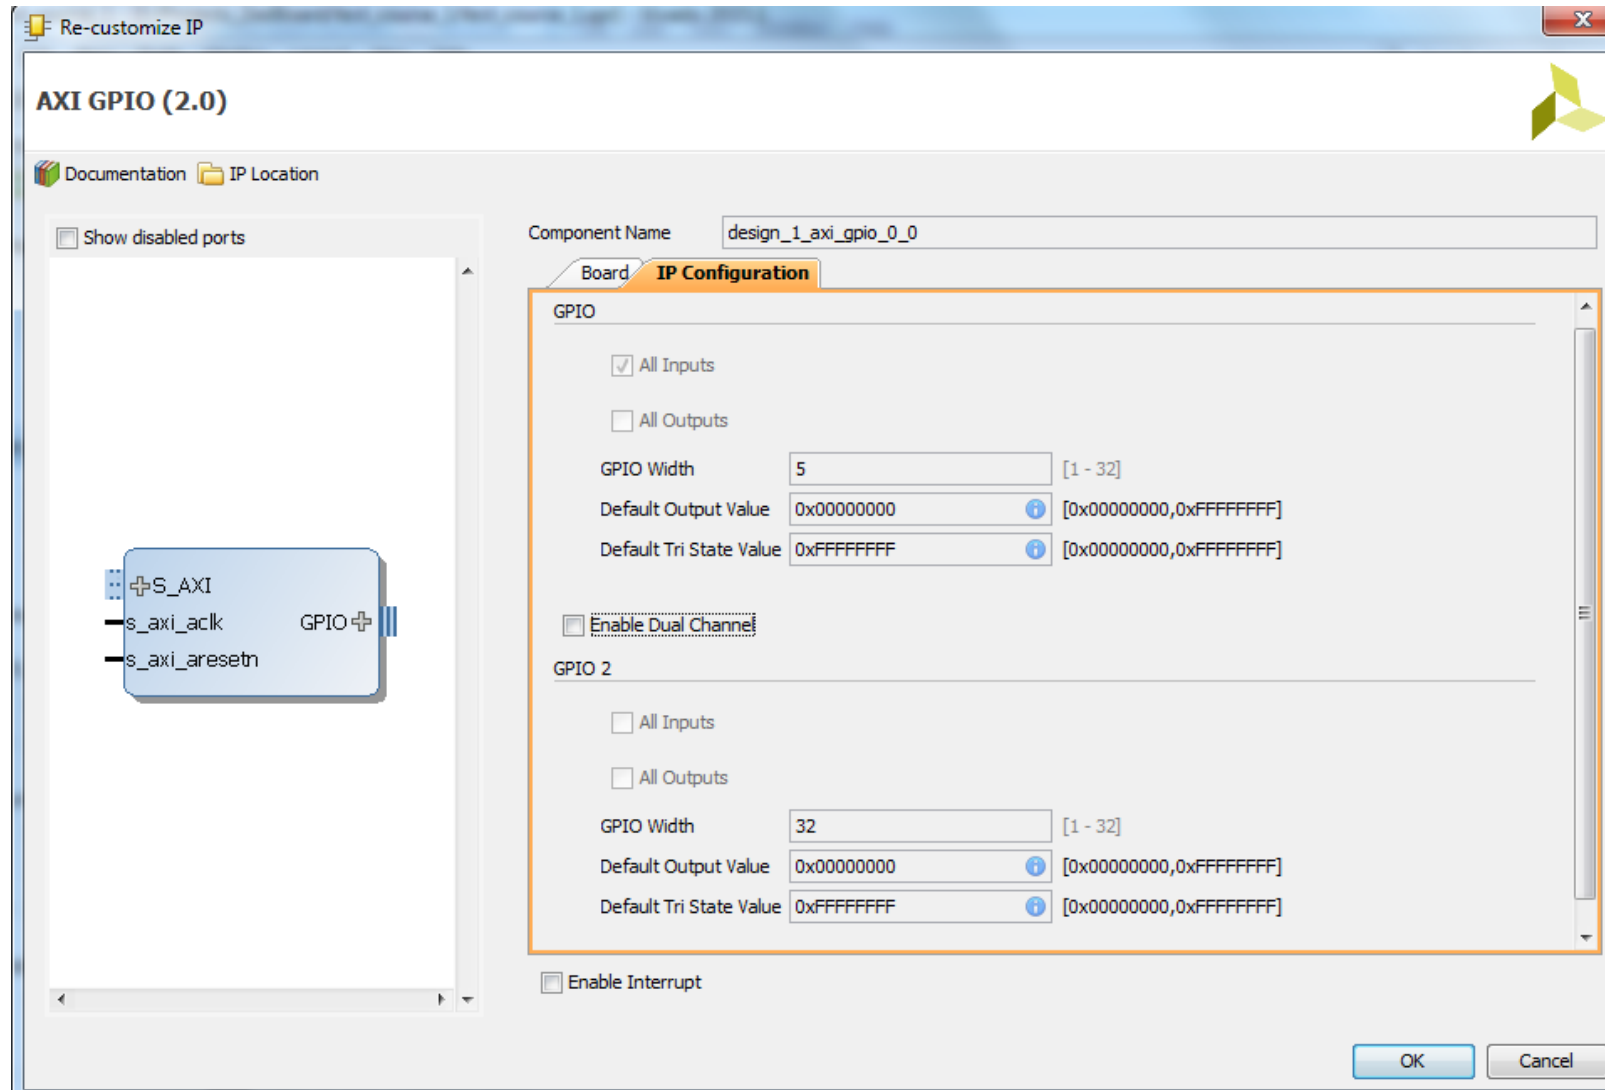 Re-customize IP
AXI GPIO (2.0)
Documentation IP Location
Show disabled ports
S_AXI
s_axi_aclk
GPIO
s_axi_aresetn
Component Name design_1_axi_gpio_0_0
Board IP Configuration
GPIO
All Inputs
All Outputs
GPIO Width 5 [1 - 32]
Default Output Value 0x00000000 [0x00000000,0xFFFFFFFF]
Default Tri State Value 0xFFFFFFFF [0x00000000,0xFFFFFFFF]
Enable Dual Channel
GPIO 2
All Inputs
All Outputs
GPIO Width 32 [1 - 32]
Default Output Value 0x00000000 [0x00000000,0xFFFFFFFF]
Default Tri State Value 0xFFFFFFFF [0x00000000,0xFFFFFFFF]
Enable Interrupt
OK Cancel